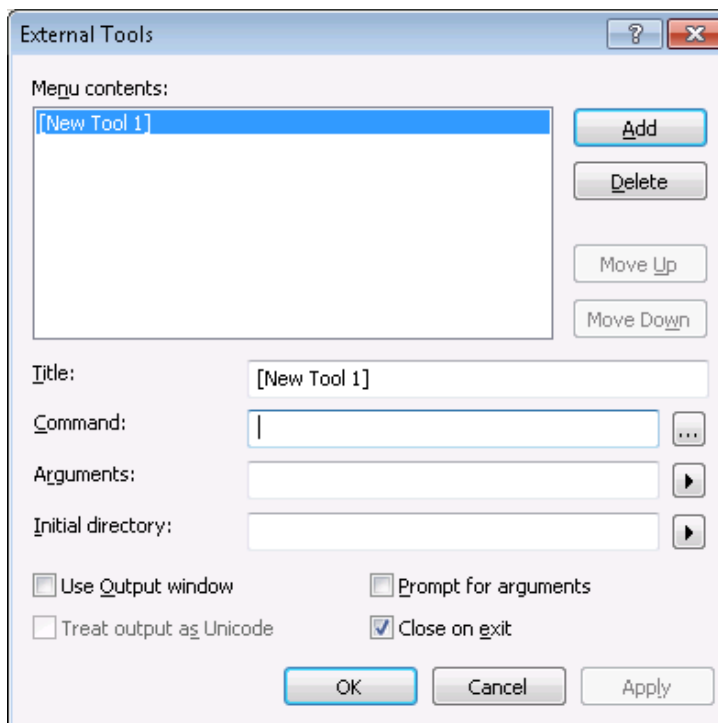 External Tools
Menu contents:
[New Tool 1]
Add
Delete
Move Up
Move Down
Title:
[New Tool 1]
Command:
...
Arguments:
Initial directory:
Use Output window
Prompt for arguments
Treat output as Unicode
Close on exit
OK
Cancel
Apply